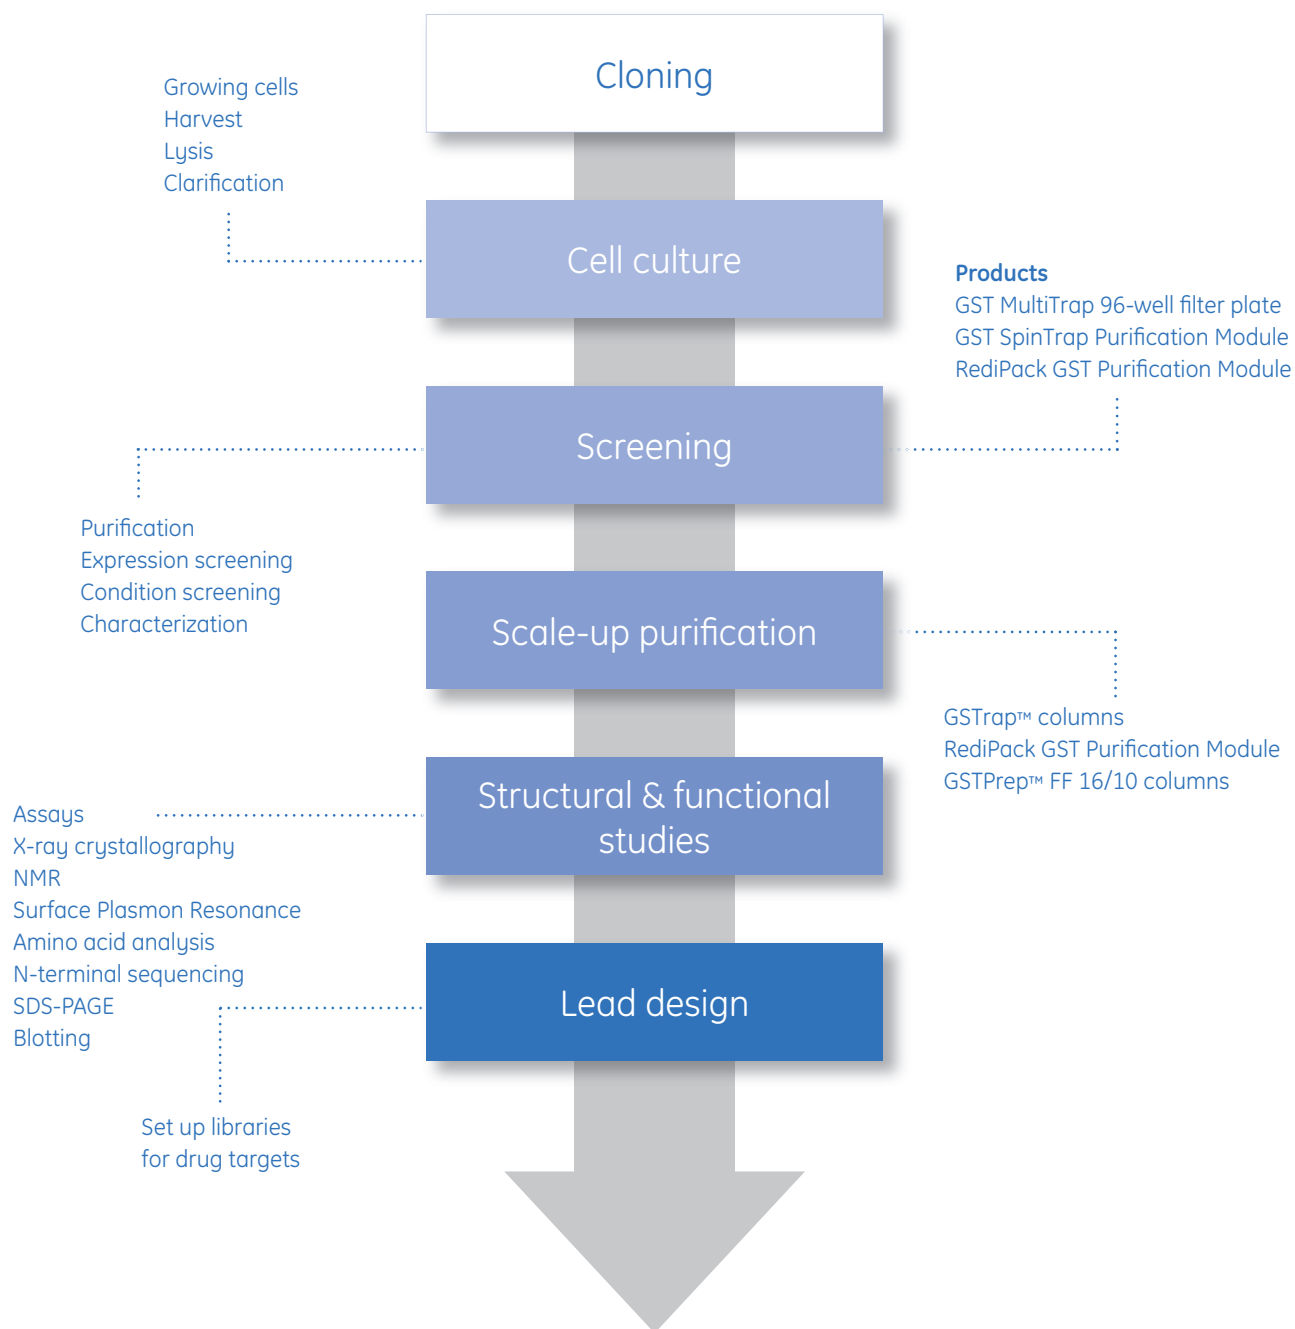 Cloning
Growing cells
Harvest
Lysis
Clarification
Cell culture
Products
GST MultiTrap 96-well filter plate
GST SpinTrap Purification Module
RediPack GST Purification Module
Screening
Purification
Expression screening
Condition screening
Characterization
Scale-up purification
GSTrap™ columns
RediPack GST Purification Module
GSTPrep™ FF 16/10 columns
Structural & functional
studies
Assays
X-ray crystallography
NMR
Surface Plasmon Resonance
Amino acid analysis
N-terminal sequencing
SDS-PAGE
Blotting
Lead design
Set up libraries
for drug targets